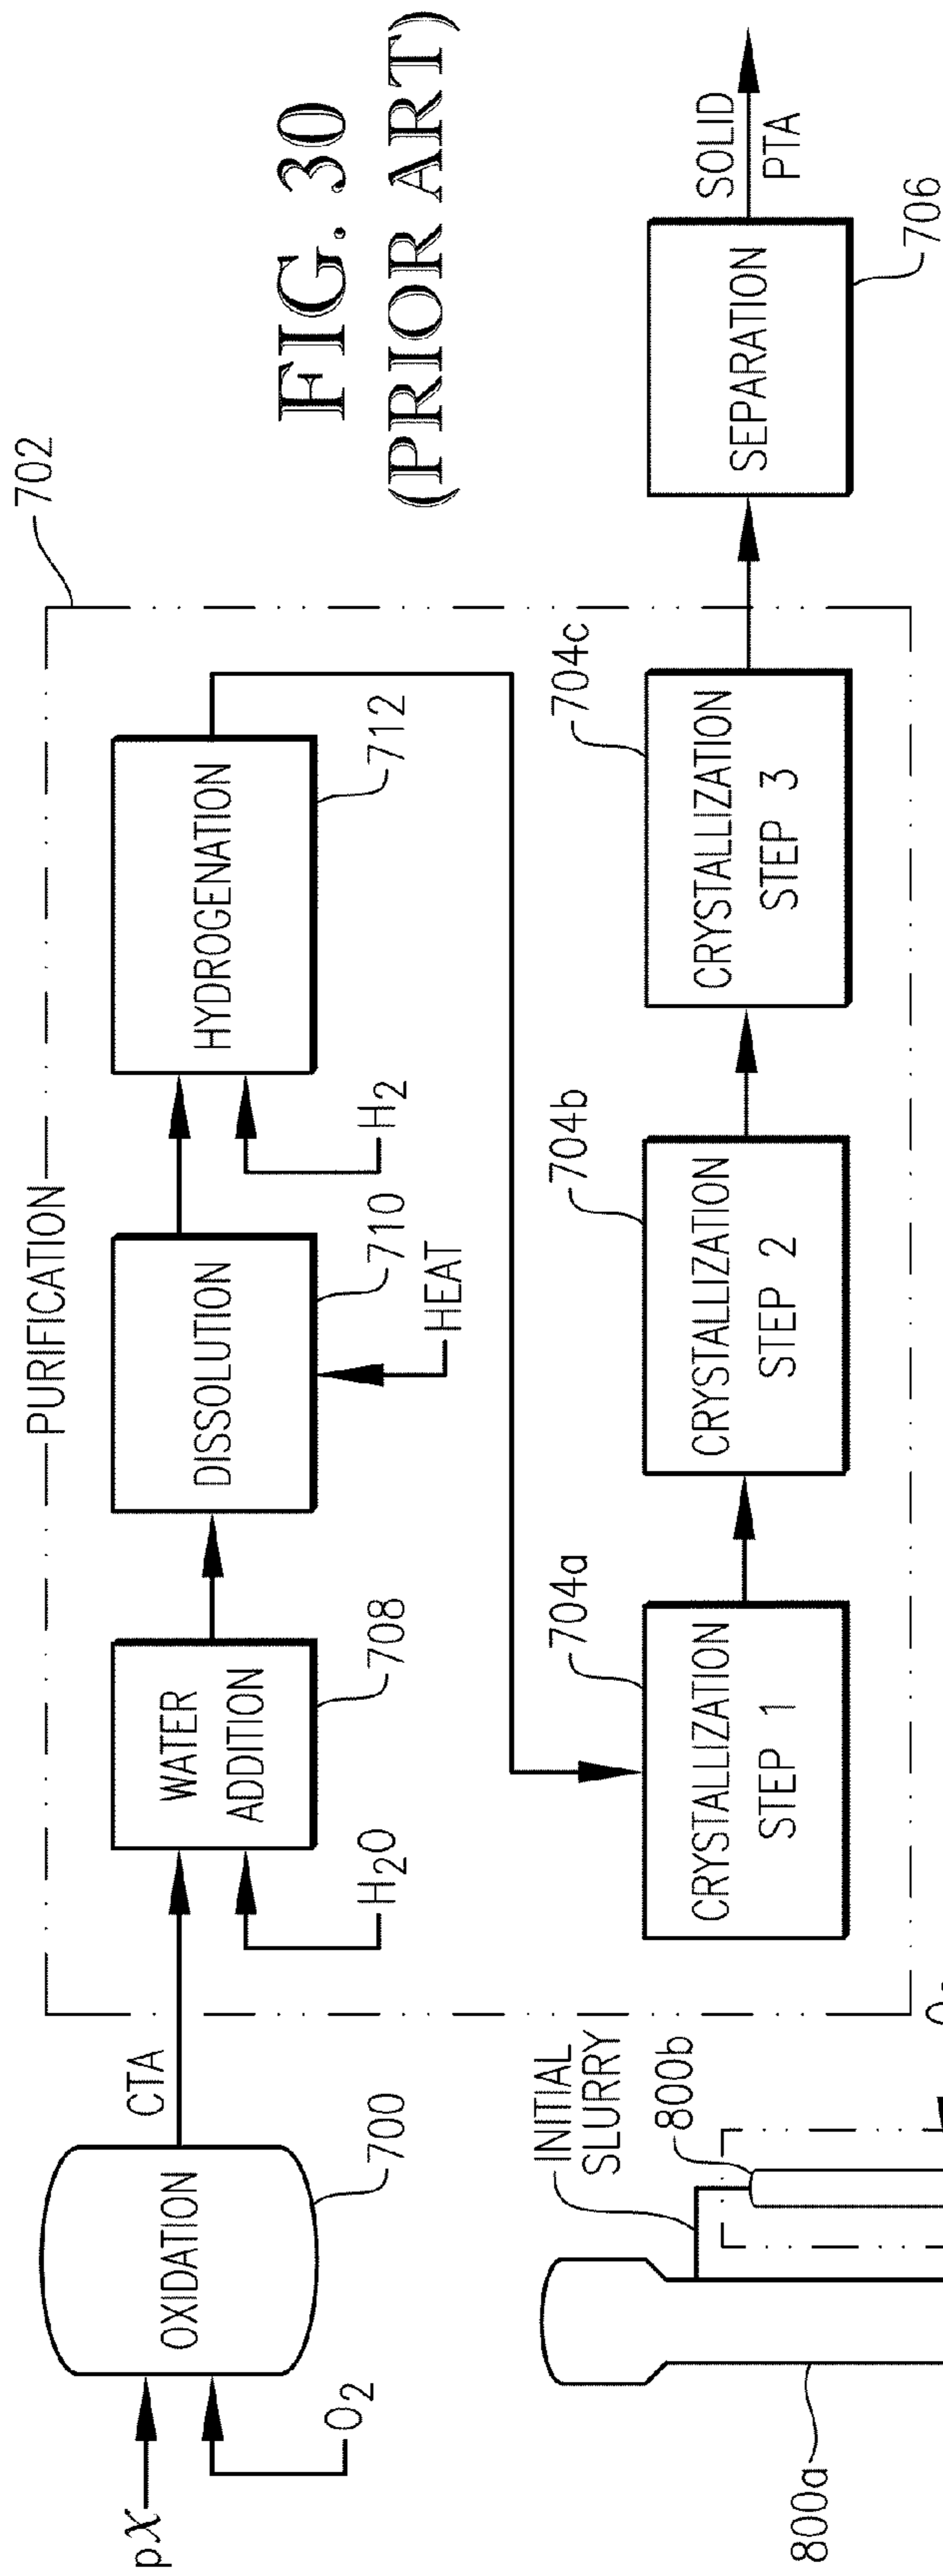 FIG. 30
(PRIOR ART)
702
PURIFICATION
pX
O2
OXIDATION
700
CTA
H2O
WATER
ADDITION
708
DISSOLUTION
710
HEAT
H2
HYDROGENATION
712
CRYSTALLIZATION
STEP 1
704a
CRYSTALLIZATION
STEP 2
704b
CRYSTALLIZATION
STEP 3
704c
SEPARATION
706
SOLID
PTA
INITIAL
SLURRY
800b
800a